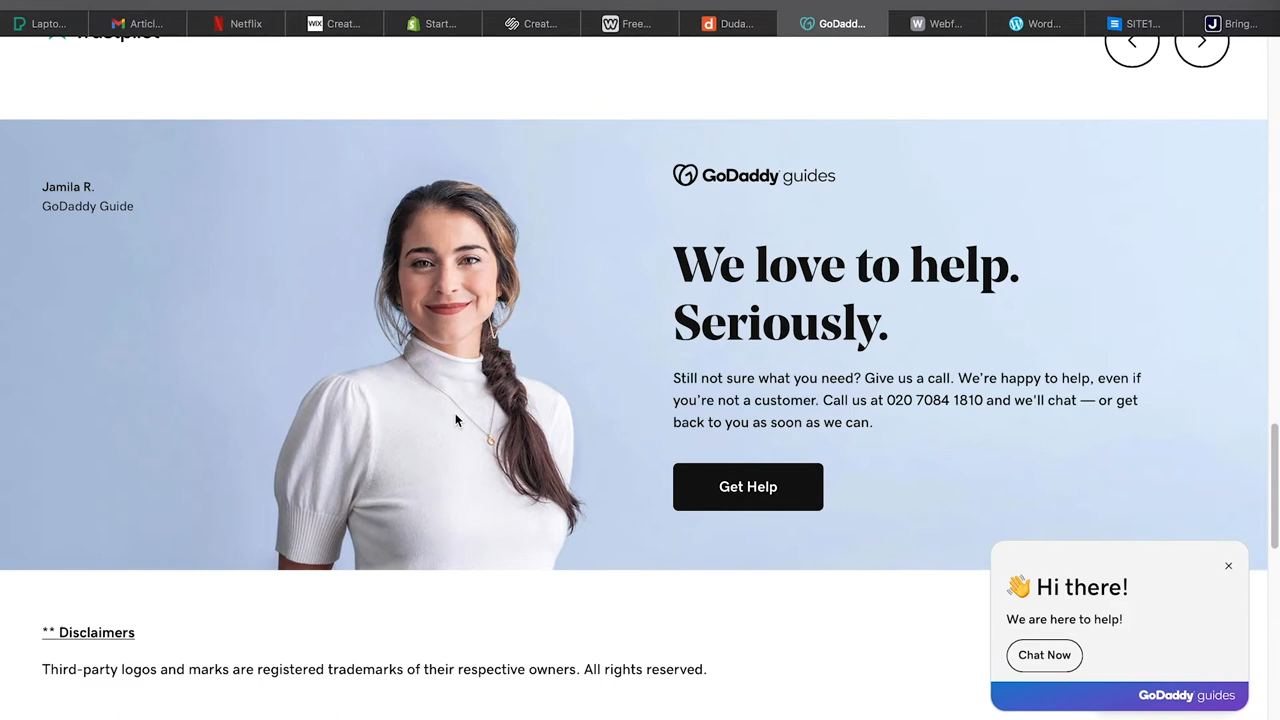 Lapto...
Articl...
Netflix
WIX Creat...
Start...
Creat...
W Free...
d Duda...
GoDadd...
W Webf...
Word...
SITE1...
J Bring...
Trustpilot
Jamila R.
GoDaddy Guide
GoDaddy guides
We love to help.
Seriously.
Still not sure what you need? Give us a call. We're happy to help, even if
you're not a customer. Call us at 020 7084 1810 and we'll chat — or get
back to you as soon as we can.
Get Help
👋 Hi there!
We are here to help!
Chat Now
GoDaddy guides
** Disclaimers
Third-party logos and marks are registered trademarks of their respective owners. All rights reserved.